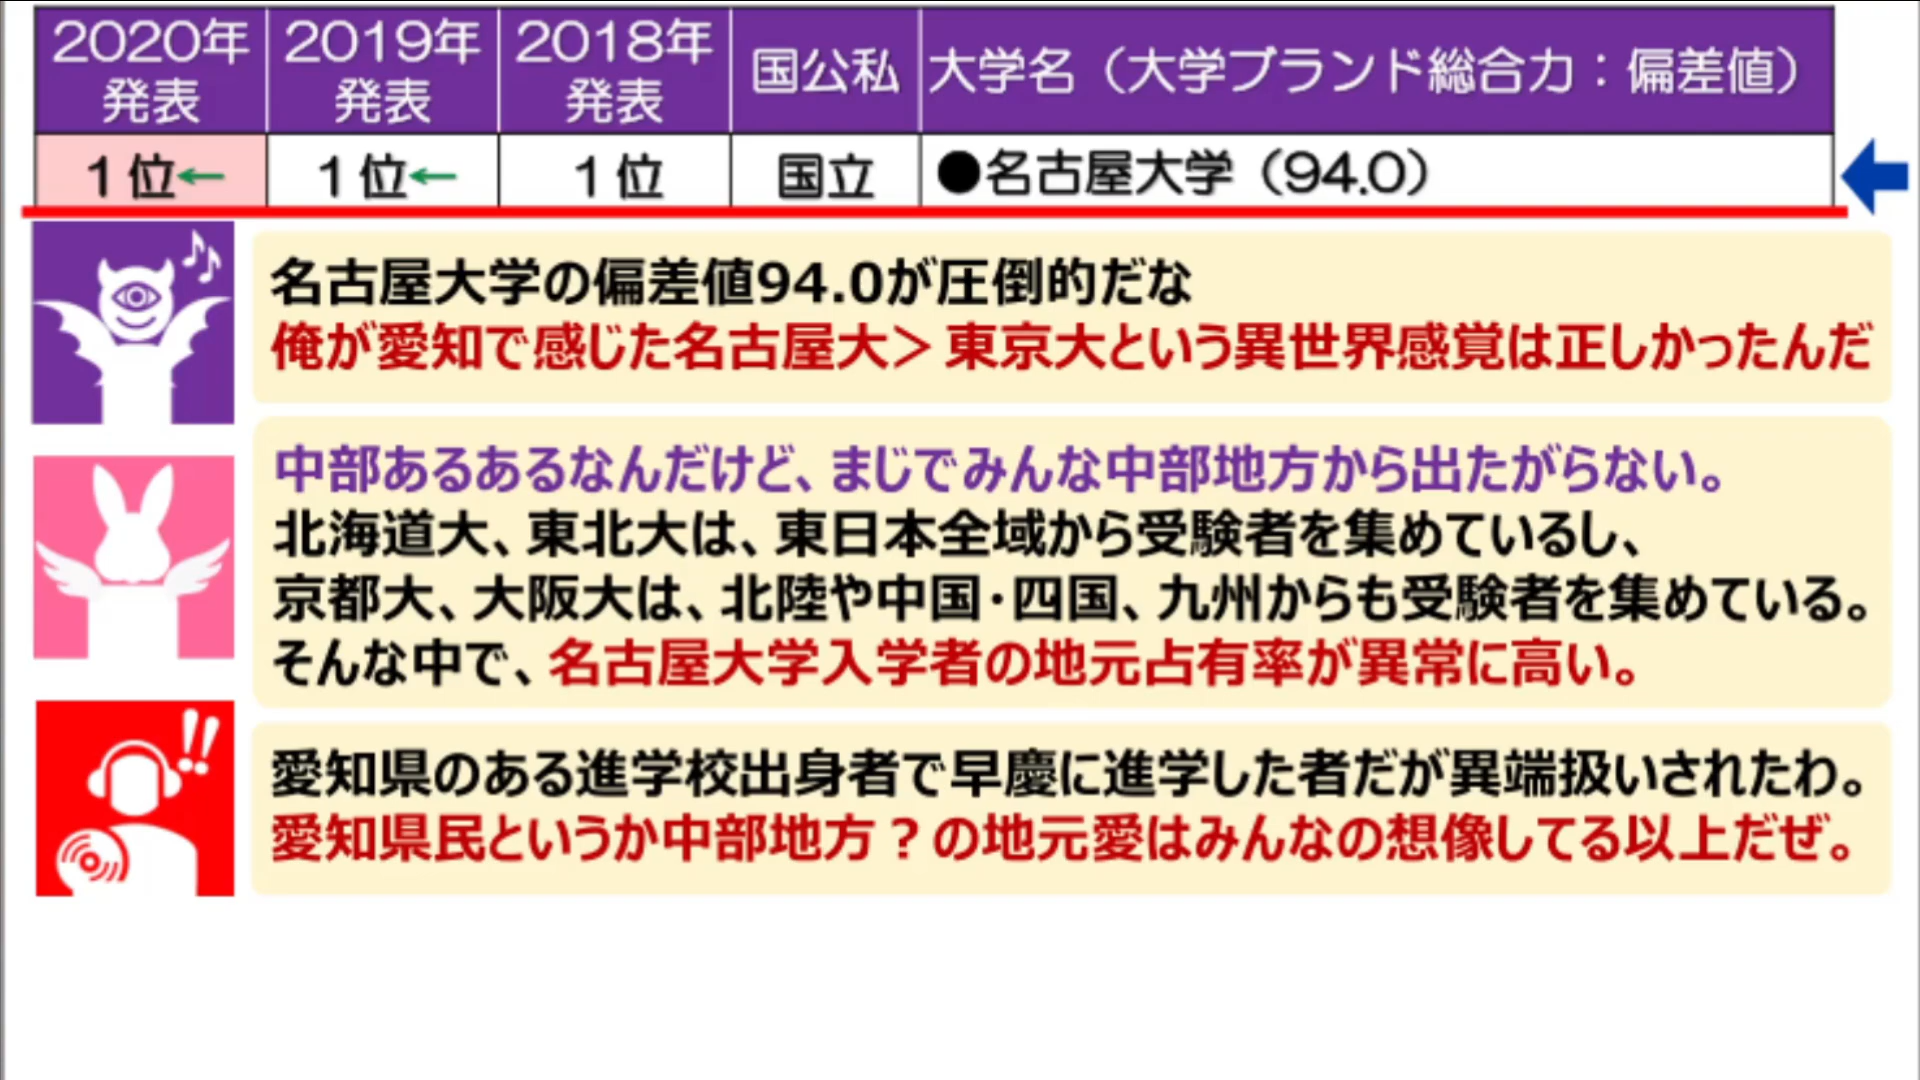 2020年発表 2019年発表 2018年発表 国公私 大学名（大学ブランド総合力：偏差値）
1位← 1位← 1位 国立 ●名古屋大学（94.0）
名古屋大学の偏差値94.0が圧倒的だな
俺が愛知で感じた名古屋大＞東京大という異世界感覚は正しかったんだ
中部あるあるなんだけど、まじでみんな中部地方から出たがらない。
北海道大、東北大は、東日本全域から受験者を集めているし、
京都大、大阪大は、北陸や中国・四国、九州からも受験者を集めている。
そんな中で、名古屋大学入学者の地元占有率が異常に高い。
愛知県のある進学校出身者で早慶に進学した者だが異端扱いされたわ。
愛知県民というか中部地方？の地元愛はみんなの想像してる以上だぜ。